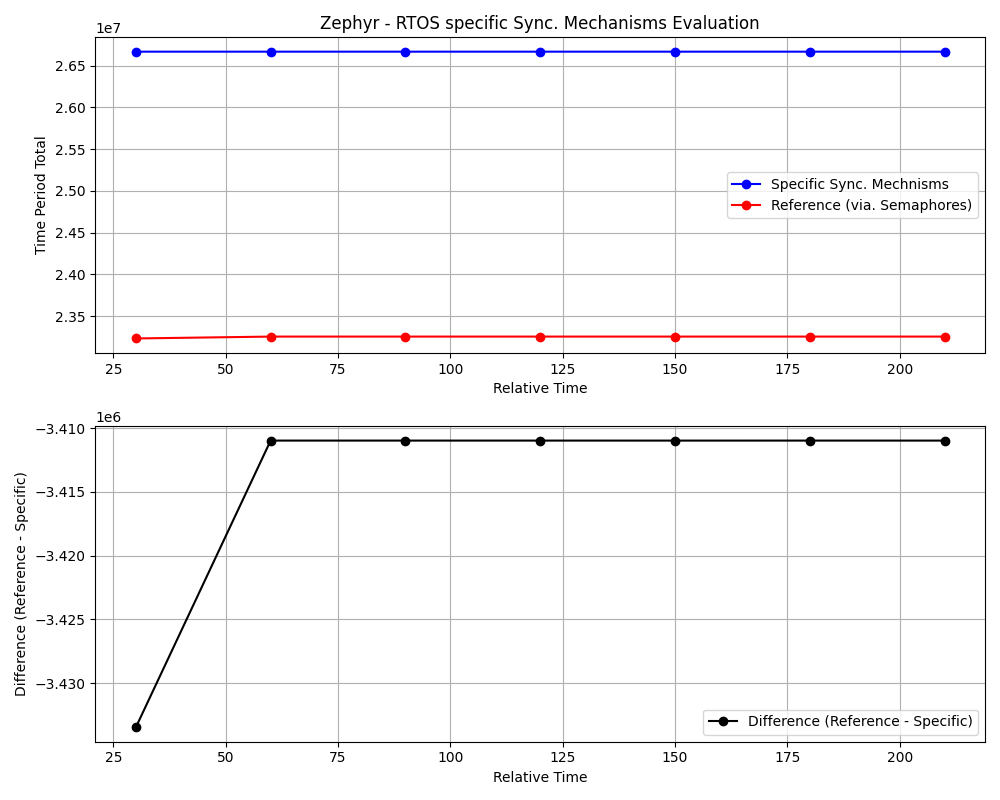 Zephyr - RTOS specific Sync. Mechanisms Evaluation
1e7
Time Period Total
2.65
2.60
2.55
2.50
2.45
2.40
2.35
Specific Sync. Mechnisms
Reference (via. Semaphores)
25 50 75 100 125 150 175 200
Relative Time
1e6
Difference (Reference - Specific)
−3.410
−3.415
−3.420
−3.425
−3.430
Difference (Reference - Specific)
25 50 75 100 125 150 175 200
Relative Time